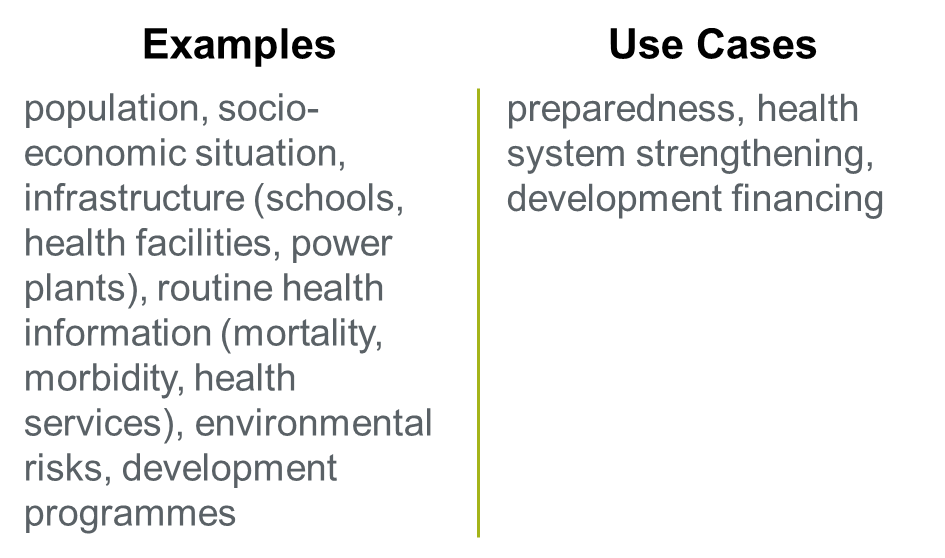 Examples
population, socio-
economic situation,
infrastructure (schools,
health facilities, power
plants), routine health
information (mortality,
morbidity, health
services), environmental
risks, development
programmes
Use Cases
preparedness, health
system strengthening,
development financing